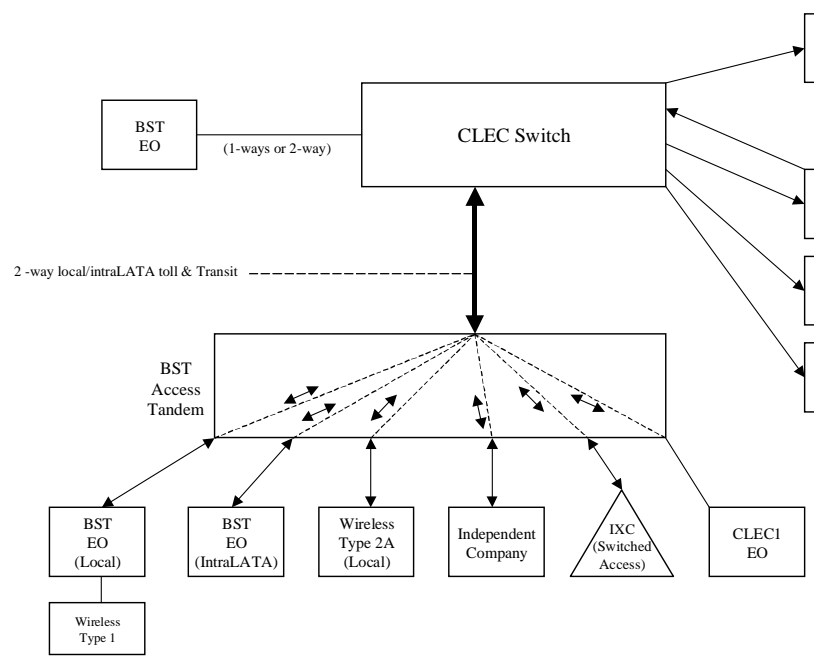 BST
EO
(1-ways or 2-way)
CLEC Switch
2 -way local/intraLATA toll & Transit
BST
Access
Tandem
BST
EO
(Local)
BST
EO
(IntraLATA)
Wireless
Type 2A
(Local)
Independent
Company
IXC
(Switched
Access)
CLEC1
EO
Wireless
Type 1